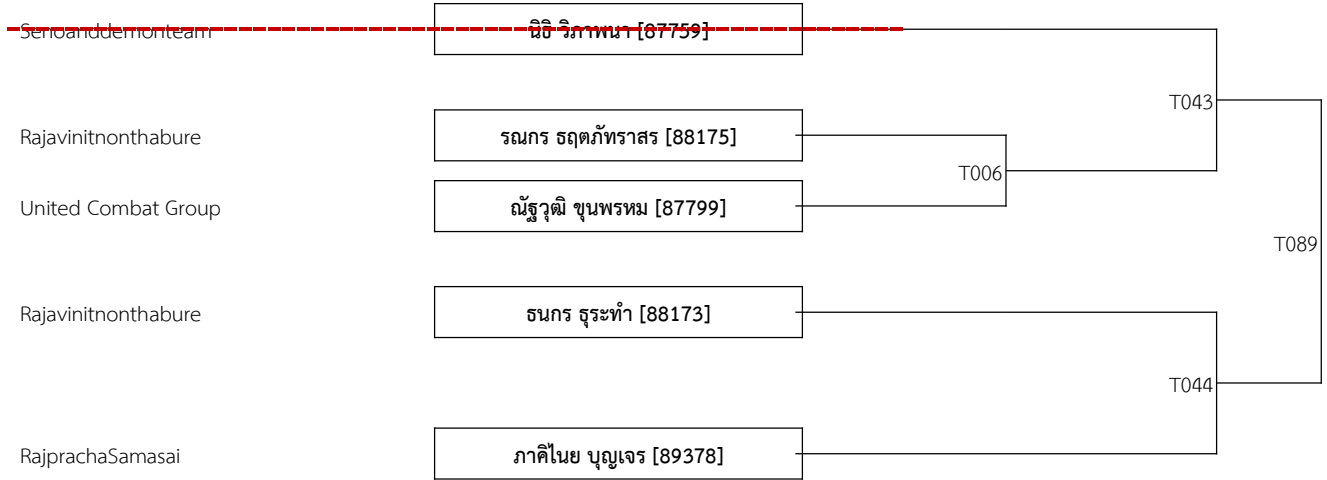 Senoanddemonteam นิธิ วิภาพนา [87759]
T043
Rajavinitnonthabure รณกร ธฤตภัทราสร [88175]
T006
United Combat Group ณัฐวุฒิ ขุนพรหม [87799]
T089
Rajavinitnonthabure ธนกร ธุระทำ [88173]
T044
RajprachaSamasai ภาคิไนย บุญเจร [89378]